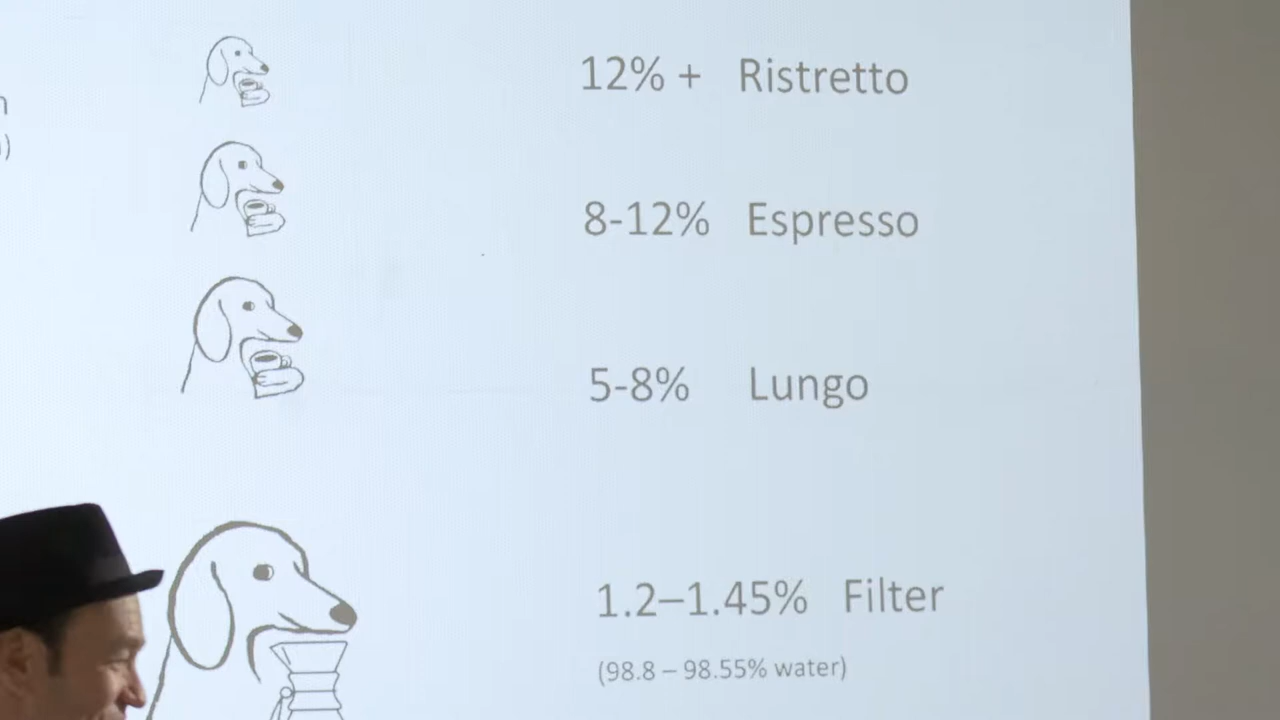 12% + Ristretto
8-12% Espresso
5-8% Lungo
1.2–1.45% Filter
(98.8 – 98.55% water)